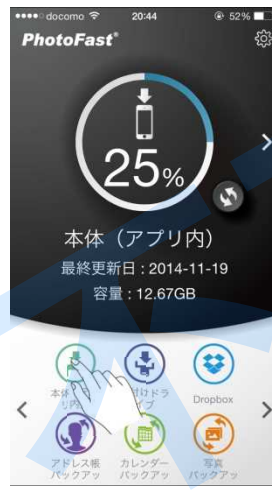 docomo 20:44 52%
PhotoFast®
25%
本体（アプリ内）
最終更新日 : 2014-11-19
容量 : 12.67GB
Dropbox
アドレス帳 カレンダー 写真
バックアッ バックアップ バックアッ